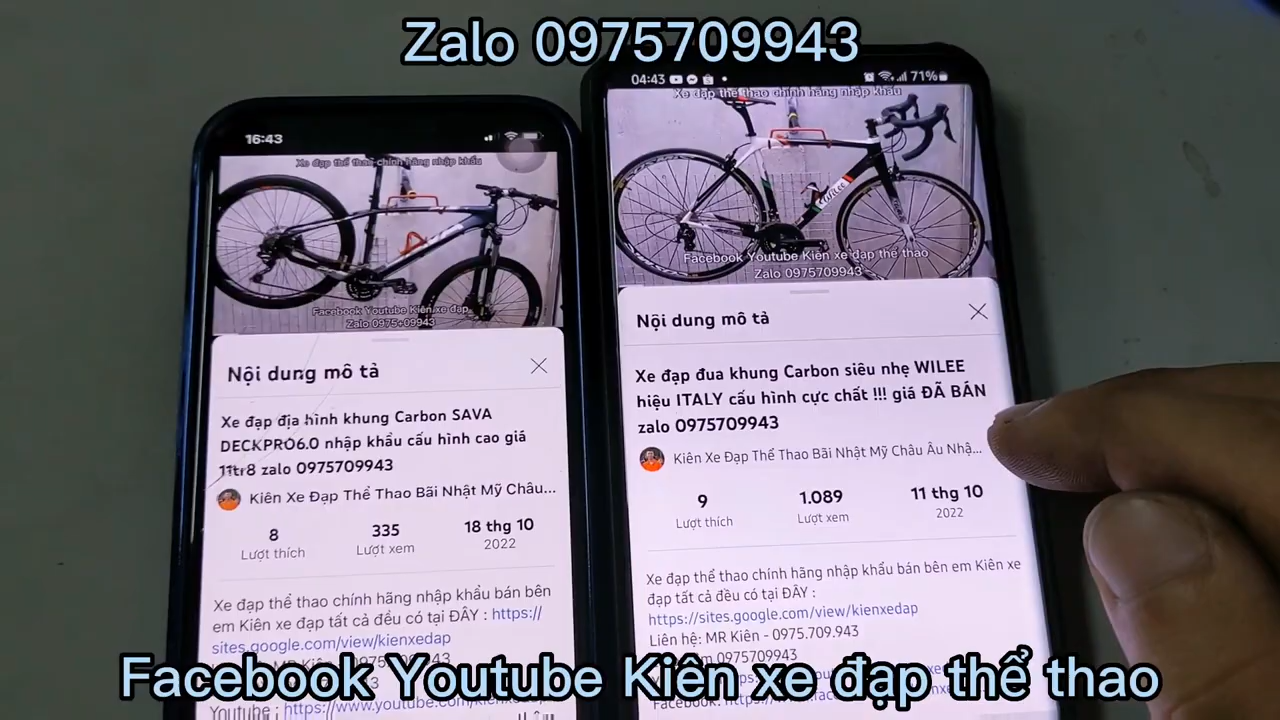 Zalo 0975709943
16:43
Xe đạp thể thao chính hãng nhập khẩu
Facebook Youtube Kiên xe đạp
Nội dung mô tả
Xe đạp địa hình khung Carbon SAVA
DECKPRO6.0 nhập khẩu cấu hình cao giá
11tr8 zalo 0975709943
Kiên Xe Đạp Thể Thao Bãi Nhật Mỹ Châu...
8
335
18 thg 10
Lượt thích
Lượt xem
2022
Xe đạp thể thao chính hãng nhập khẩu bán bên
em Kiên xe đạp tất cả đều có tại ĐÂY : https://
sites.google.com/view/kienxedap
Youtube : https://www.youtube
04:43
71%
Xe đạp thể thao chính hãng nhập khẩu
Wilee
Facebook Youtube Kiên xe đạp thể thao
Zalo 0975709943
Nội dung mô tả
Xe đạp đua khung Carbon siêu nhẹ WILEE
hiệu ITALY cấu hình cực chất !!! giá ĐÃ BÁN
zalo 0975709943
Kiên Xe Đạp Thể Thao Bãi Nhật Mỹ Châu Âu Nhậ...
9
1.089
11 thg 10
Lượt thích
Lượt xem
2022
Xe đạp thể thao chính hãng nhập khẩu bán bên em Kiên xe
đạp tất cả đều có tại ĐÂY :
https://sites.google.com/view/kienxedap
Liên hệ: MR Kiên - 0975.709.943
0975709943
Facebook Youtube Kiên xe đạp thể thao